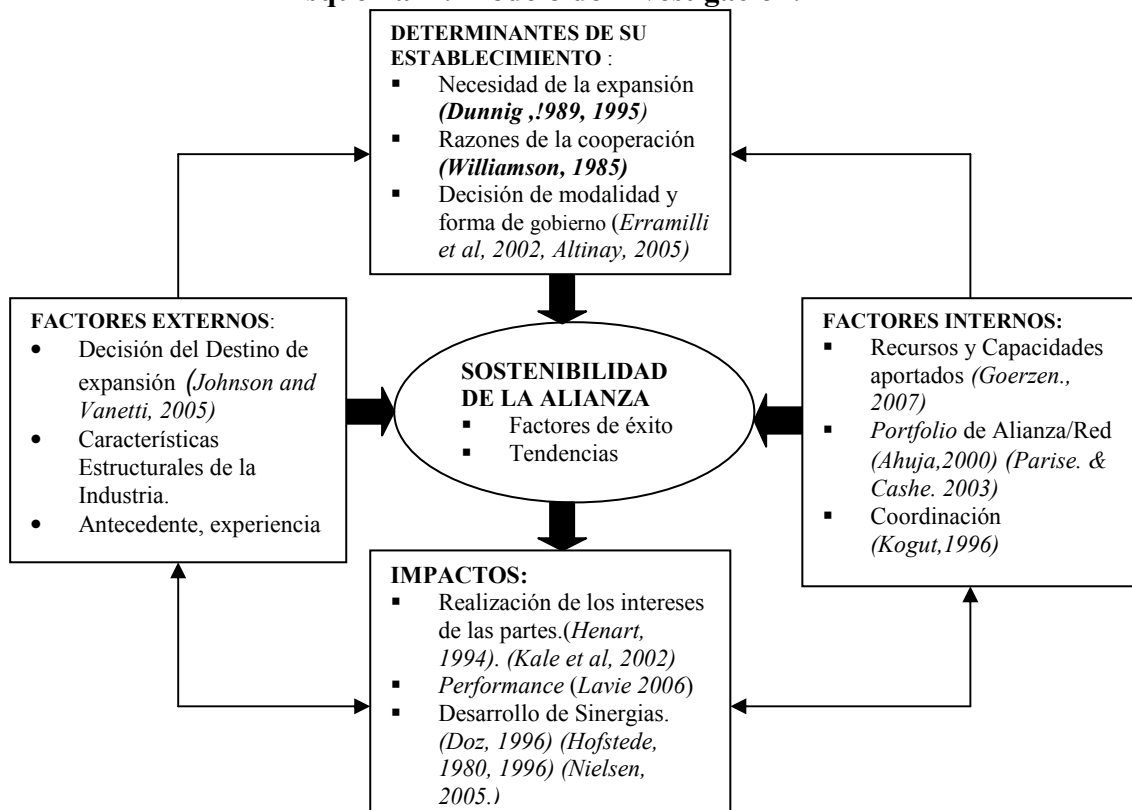 DETERMINANTES DE SU
ESTABLECIMIENTO :
▪ Necesidad de la expansión
(Dunnig ,!989, 1995)
▪ Razones de la cooperación
(Williamson, 1985)
▪ Decisión de modalidad y
forma de gobierno (Erramilli
et al, 2002, Altinay, 2005)
FACTORES EXTERNOS:
• Decisión del Destino de
expansión (Johnson and
Vanetti, 2005)
• Características
Estructurales de la
Industria.
• Antecedente, experiencia
SOSTENIBILIDAD
DE LA ALIANZA
▪ Factores de éxito
▪ Tendencias
FACTORES INTERNOS:
▪ Recursos y Capacidades
aportados (Goerzen.,
2007)
▪ Portfolio de Alianza/Red
(Ahuja,2000) (Parise. &
Cashe. 2003)
▪ Coordinación
(Kogut,1996)
IMPACTOS:
▪ Realización de los intereses
de las partes.(Henart,
1994). (Kale et al, 2002)
▪ Performance (Lavie 2006)
▪ Desarrollo de Sinergias.
(Doz, 1996) (Hofstede,
1980, 1996) (Nielsen,
2005.)